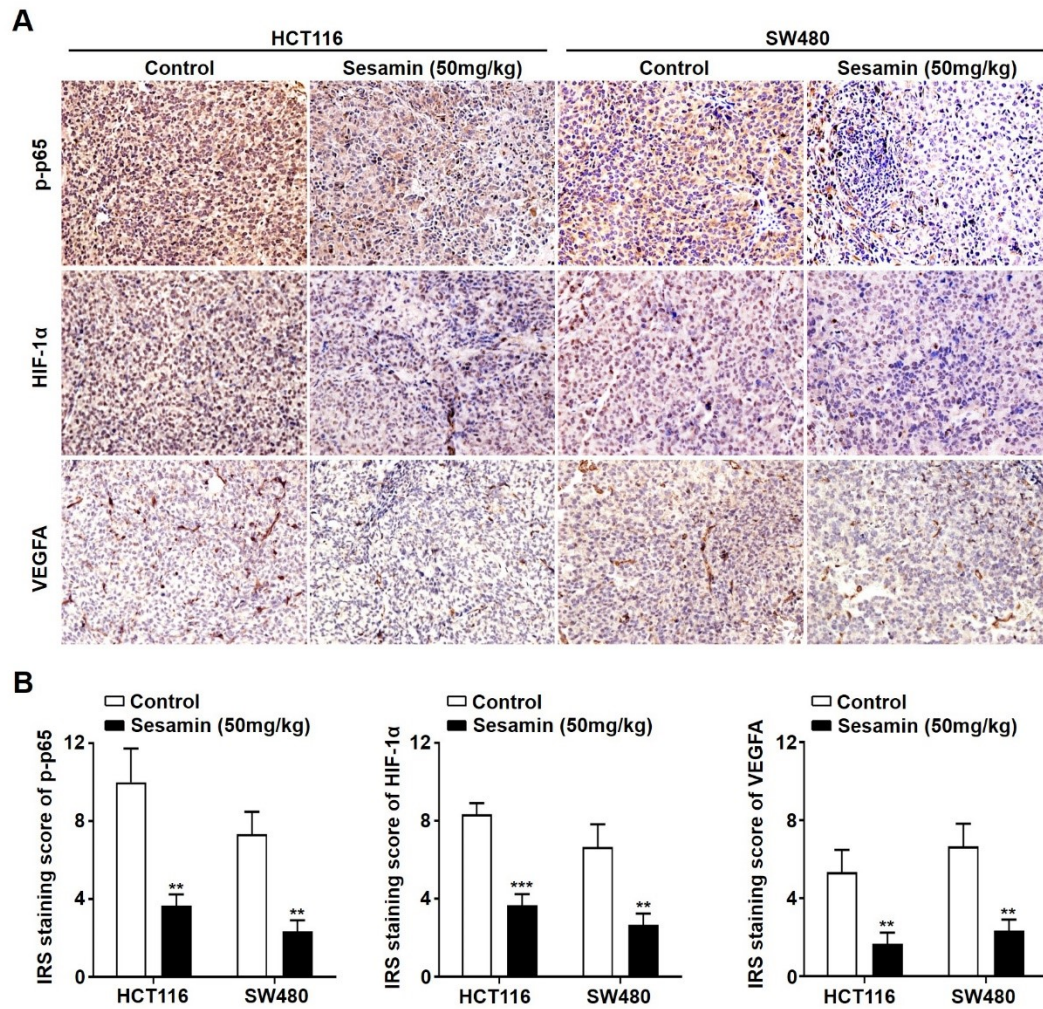 A
HCT116 SW480
Control Sesamin (50mg/kg) Control Sesamin (50mg/kg)
p-p65
HIF-1α
VEGFA
B
Control
Sesamin (50mg/kg)
IRS staining score of p-p65
12
8
4
0
**
**
HCT116 SW480
Control
Sesamin (50mg/kg)
IRS staining score of HIF-1α
12
8
4
0
***
**
HCT116 SW480
Control
Sesamin (50mg/kg)
IRS staining score of VEGFA
12
8
4
0
**
**
HCT116 SW480